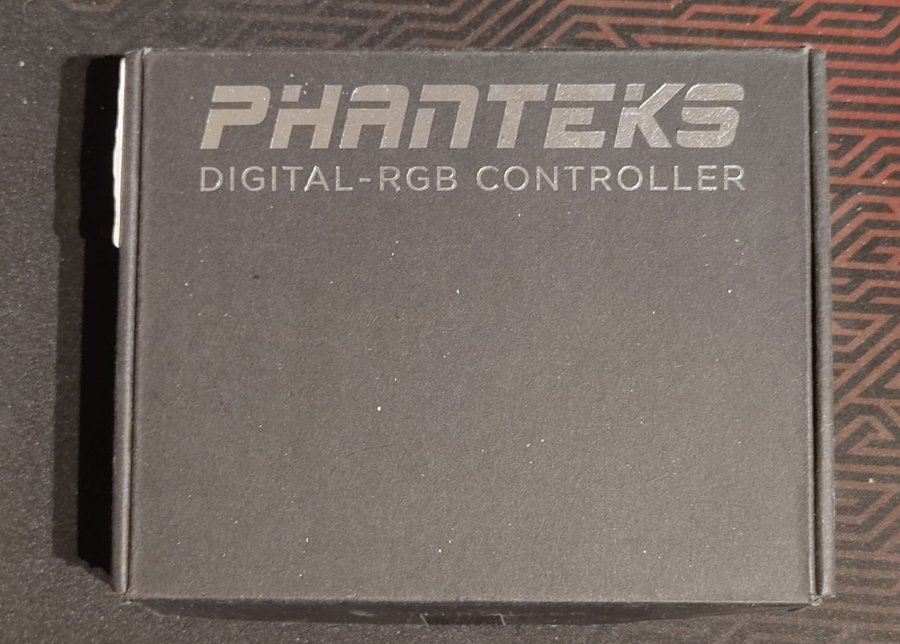 PHANTEKS
DIGITAL-RGB CONTROLLER